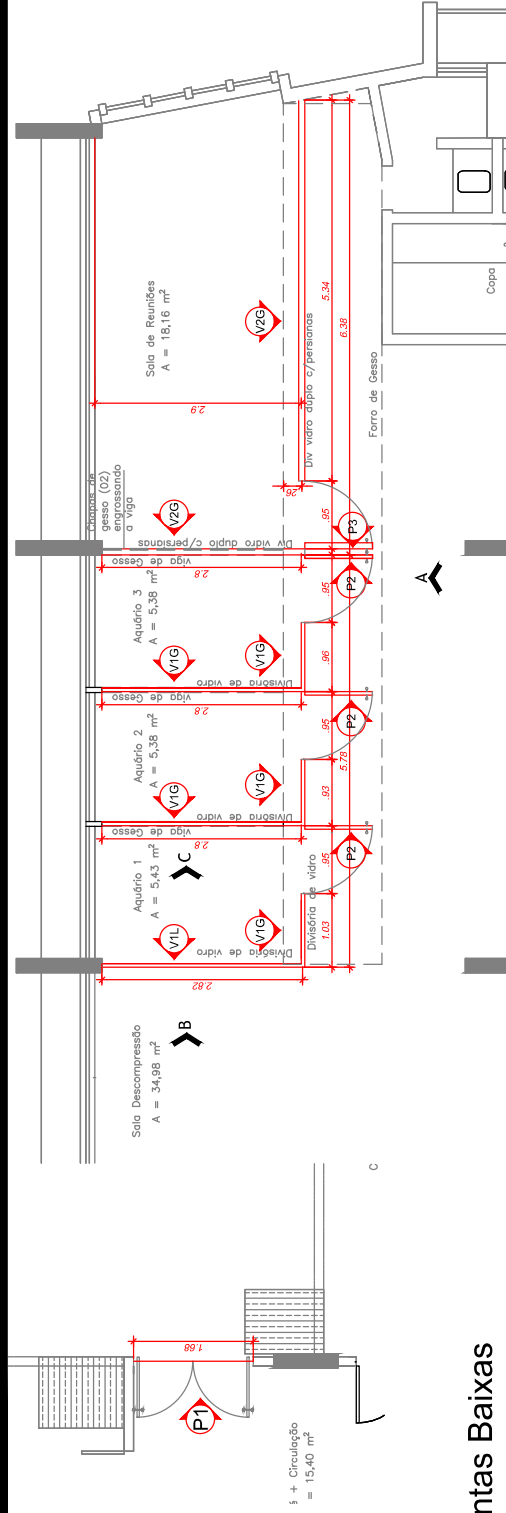 Sala de Reuniões
A = 18,16 m²
V2G
5.34
6.38
2.9
Div vidro duplo c/persianas
Forro de Gesso
Copa
Chapas de
gesso (02)
engrossando
a viga
V2G
.26
.95
P3
Div vidro duplo c/persianas
viga de Gesso
2.8
Aquário 3
A = 5,38 m²
V1G
V1G
.95
P2
.96
A
Divisória de vidro
viga de Gesso
2.8
Aquário 2
A = 5,38 m²
V1G
V1G
.95
P2
5.78
.93
Divisória de vidro
viga de Gesso
2.8
Aquário 1
A = 5,43 m²
C
V1L
V1G
.95
P2
Divisória de vidro
1.03
Divisória de vidro
2.82
B
Sala Descompressão
A = 34,98 m²
C
1.68
P1
+ Circulação
= 15,40 m²
ntas Baixas